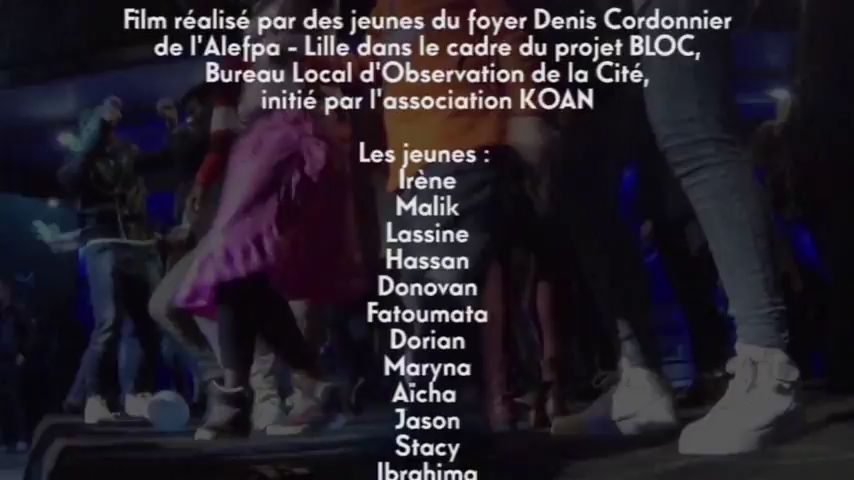 Film réalisé par des jeunes du foyer Denis Cordonnier
de l'Alefpa - Lille dans le cadre du projet BLOC,
Bureau Local d'Observation de la Cité,
initié par l'association KOAN
Les jeunes :
Irène
Malik
Lassine
Hassan
Donovan
Fatoumata
Dorian
Maryna
Aïcha
Jason
Stacy
Ibrahima